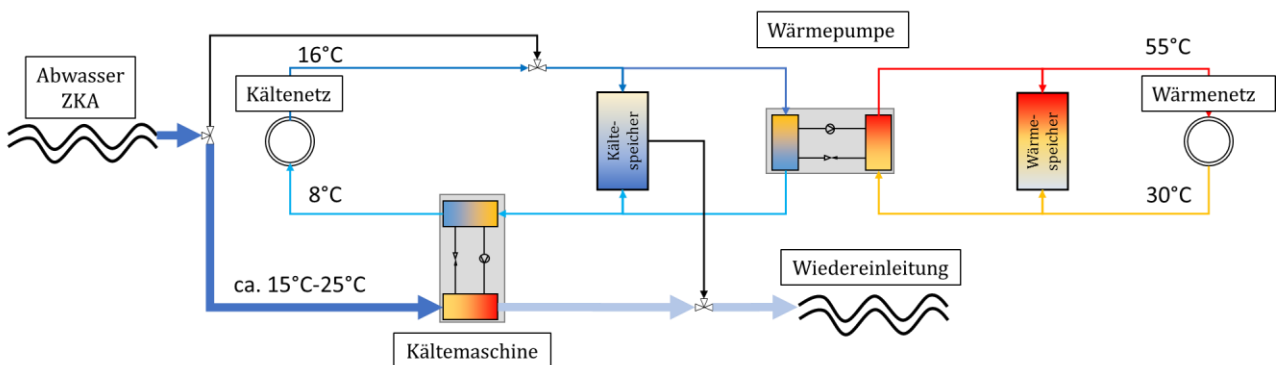 Wärmepumpe
16°C
55°C
Abwasser
ZKA
Kältenetz
Wärmenetz
Kälte-
speicher
Wärme-
speicher
8°C
30°C
ca. 15°C-25°C
Wiedereinleitung
Kältemaschine